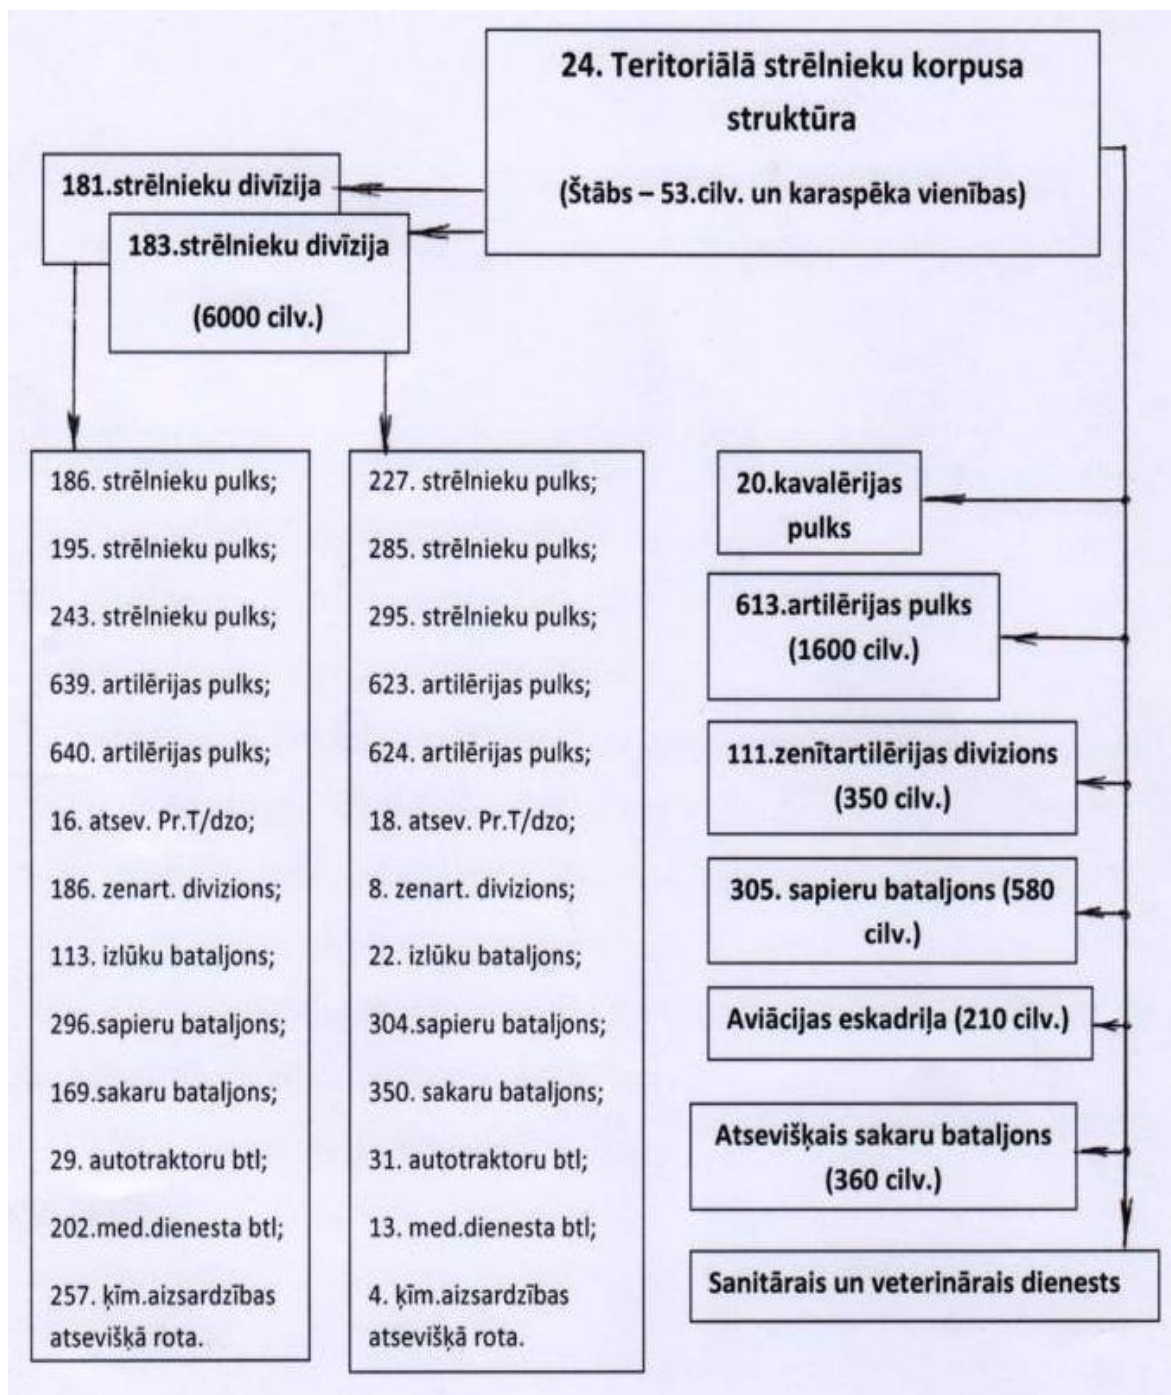 24. Teritoriālā strēlnieku korpusa
struktūra
(Štābs – 53.cilv. un karaspēka vienības)
181.strēlnieku divīzija
183.strēlnieku divīzija
(6000 cilv.)
186. strēlnieku pulks;
195. strēlnieku pulks;
243. strēlnieku pulks;
639. artilērijas pulks;
640. artilērijas pulks;
16. atsev. Pr.T/dzo;
186. zenart. divizions;
113. izlūku bataljons;
296.sapieru bataljons;
169.sakaru bataljons;
29. autotraktoru btl;
202.med.dienesta btl;
257. ķīm.aizsardzības
atsevišķā rota.
227. strēlnieku pulks;
285. strēlnieku pulks;
295. strēlnieku pulks;
623. artilērijas pulks;
624. artilērijas pulks;
18. atsev. Pr.T/dzo;
8. zenart. divizions;
22. izlūku bataljons;
304.sapieru bataljons;
350. sakaru bataljons;
31. autotraktoru btl;
13. med.dienesta btl;
4. ķīm.aizsardzības
atsevišķā rota.
20.kavalērijas
pulks
613.artilērijas pulks
(1600 cilv.)
111.zenītartilērijas divizions
(350 cilv.)
305. sapieru bataljons (580
cilv.)
Aviācijas eskadriļa (210 cilv.)
Atsevišķais sakaru bataljons
(360 cilv.)
Sanitārais un veterinārais dienests